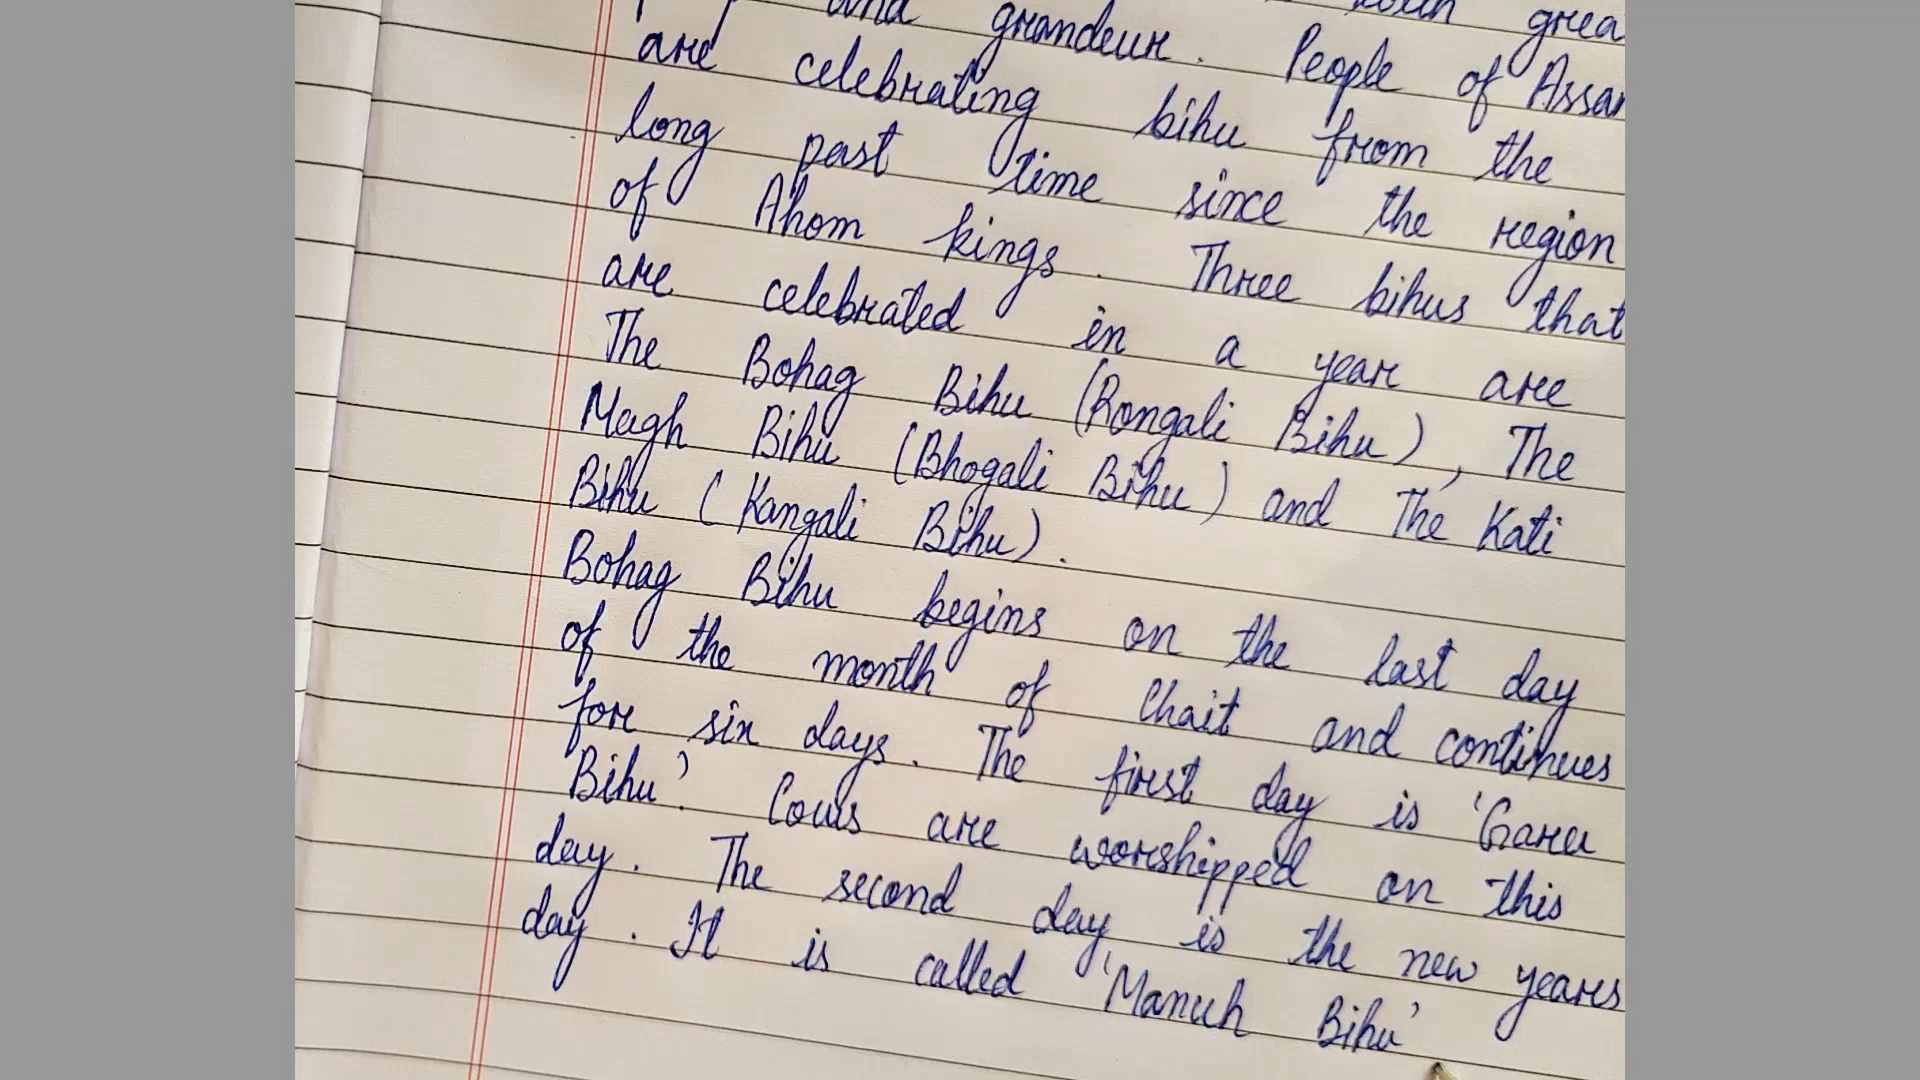 and grandeur. 
are celebrating bihu from the
long past time since the region
of Ahom kings. Three bihus that
are celebrated in a year are
The Bohag Bihu (Rongali Bihu), The
Magh Bihu (Bhogali Bihu) and The Kati
Bihu (Kangali Bihu).
Bohag Bihu begins on the last day
of the month of Chait and continues
for six days. The first day is 'Garu
Bihu'. Cows are worshipped on this
day. The second day is the new years
day. It is called 'Manuh Bihu'